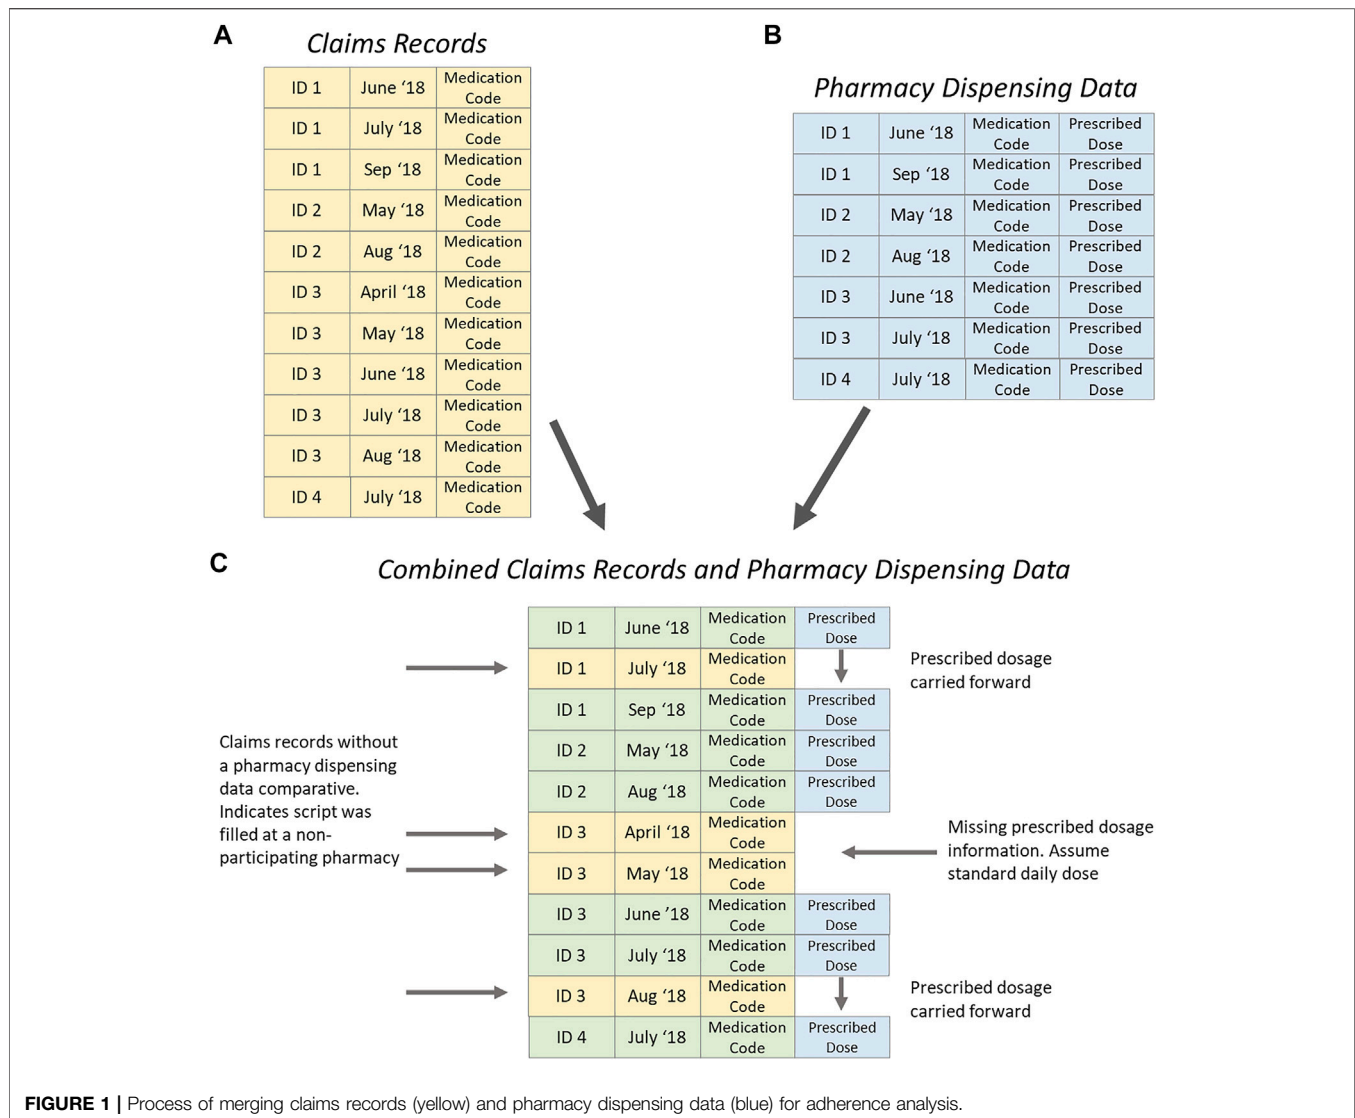 A
Claims Records
ID 1 June ‘18 Medication Code
ID 1 July ‘18 Medication Code
ID 1 Sep ‘18 Medication Code
ID 2 May ‘18 Medication Code
ID 2 Aug ‘18 Medication Code
ID 3 April ‘18 Medication Code
ID 3 May ‘18 Medication Code
ID 3 June ‘18 Medication Code
ID 3 July ‘18 Medication Code
ID 3 Aug ‘18 Medication Code
ID 4 July ‘18 Medication Code
B
Pharmacy Dispensing Data
ID 1 June ‘18 Medication Code Prescribed Dose
ID 1 Sep ‘18 Medication Code Prescribed Dose
ID 2 May ‘18 Medication Code Prescribed Dose
ID 2 Aug ‘18 Medication Code Prescribed Dose
ID 3 June ‘18 Medication Code Prescribed Dose
ID 3 July ‘18 Medication Code Prescribed Dose
ID 4 July ‘18 Medication Code Prescribed Dose
C
Combined Claims Records and Pharmacy Dispensing Data
ID 1 June ‘18 Medication Code Prescribed Dose
ID 1 July ‘18 Medication Code
ID 1 Sep ‘18 Medication Code Prescribed Dose
ID 2 May ‘18 Medication Code Prescribed Dose
ID 2 Aug ‘18 Medication Code Prescribed Dose
ID 3 April ‘18 Medication Code
ID 3 May ‘18 Medication Code
ID 3 June ’18 Medication Code Prescribed Dose
ID 3 July ‘18 Medication Code Prescribed Dose
ID 3 Aug ‘18 Medication Code
ID 4 July ‘18 Medication Code Prescribed Dose
Claims records without
a pharmacy dispensing
data comparative.
Indicates script was
filled at a non-
participating pharmacy
Prescribed dosage
carried forward
Missing prescribed dosage
information. Assume
standard daily dose
Prescribed dosage
carried forward
FIGURE 1 | Process of merging claims records (yellow) and pharmacy dispensing data (blue) for adherence analysis.